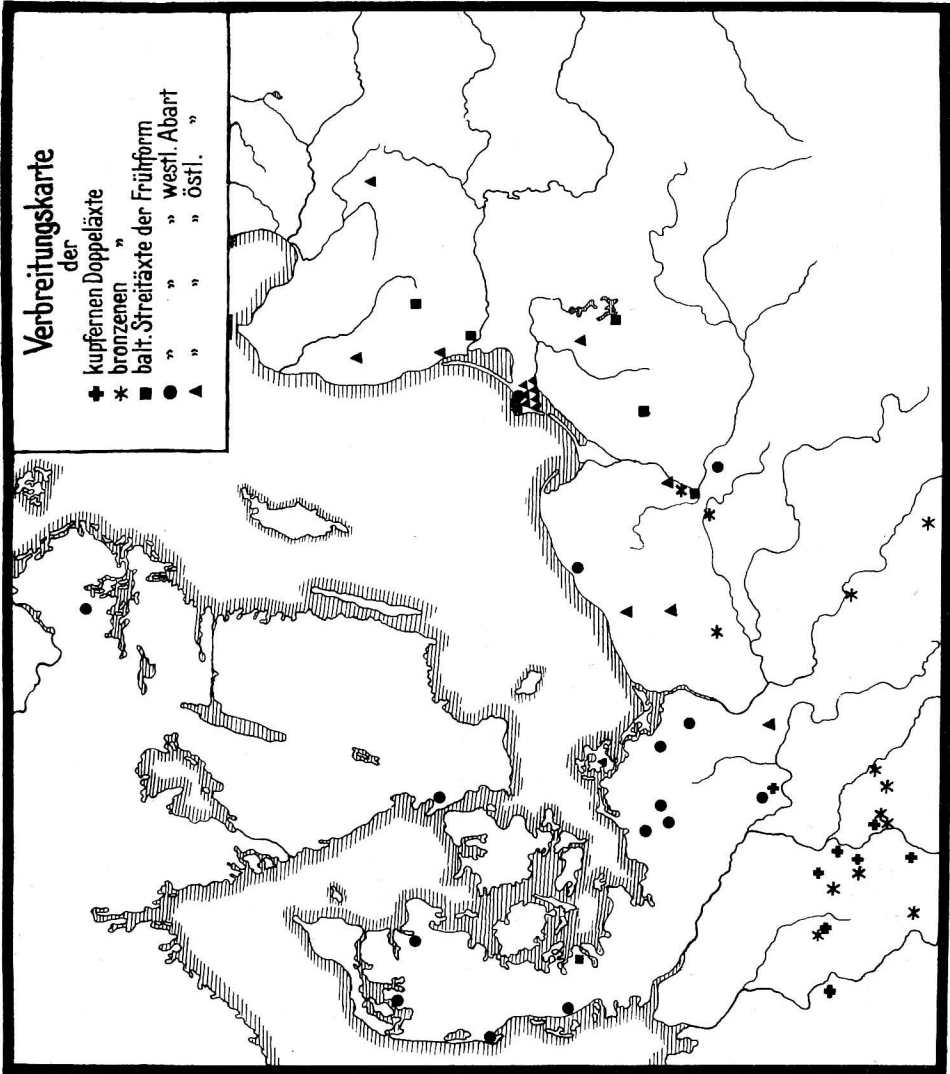 Verbreitungskarte
der
✚ kupfernen Doppeläxte
✳ bronzenen „
■ balt. Streitäxte der Frühform
● „ „ „ westl. Abart
▲ „ „ „ östl. „